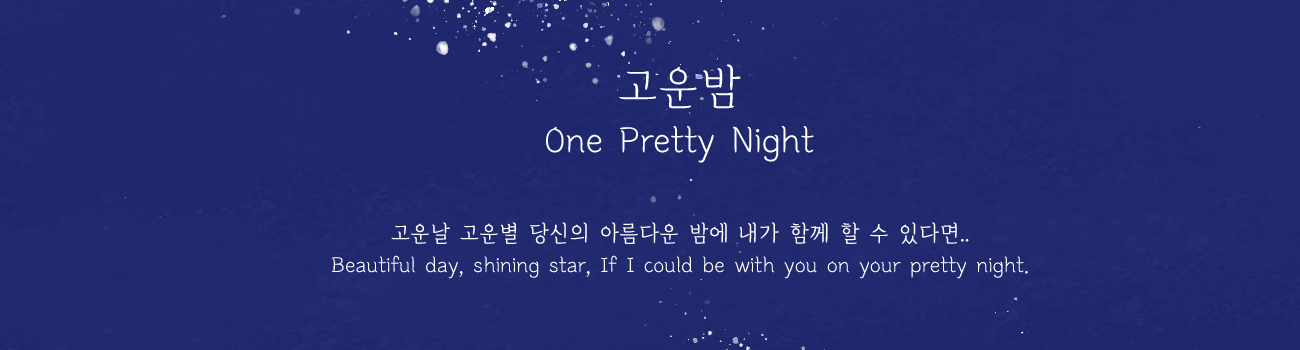 고운밤
One Pretty Night
고운날 고운별 당신의 아름다운 밤에 내가 함께 할 수 있다면..
Beautiful day, shining star, If I could be with you on your pretty night.